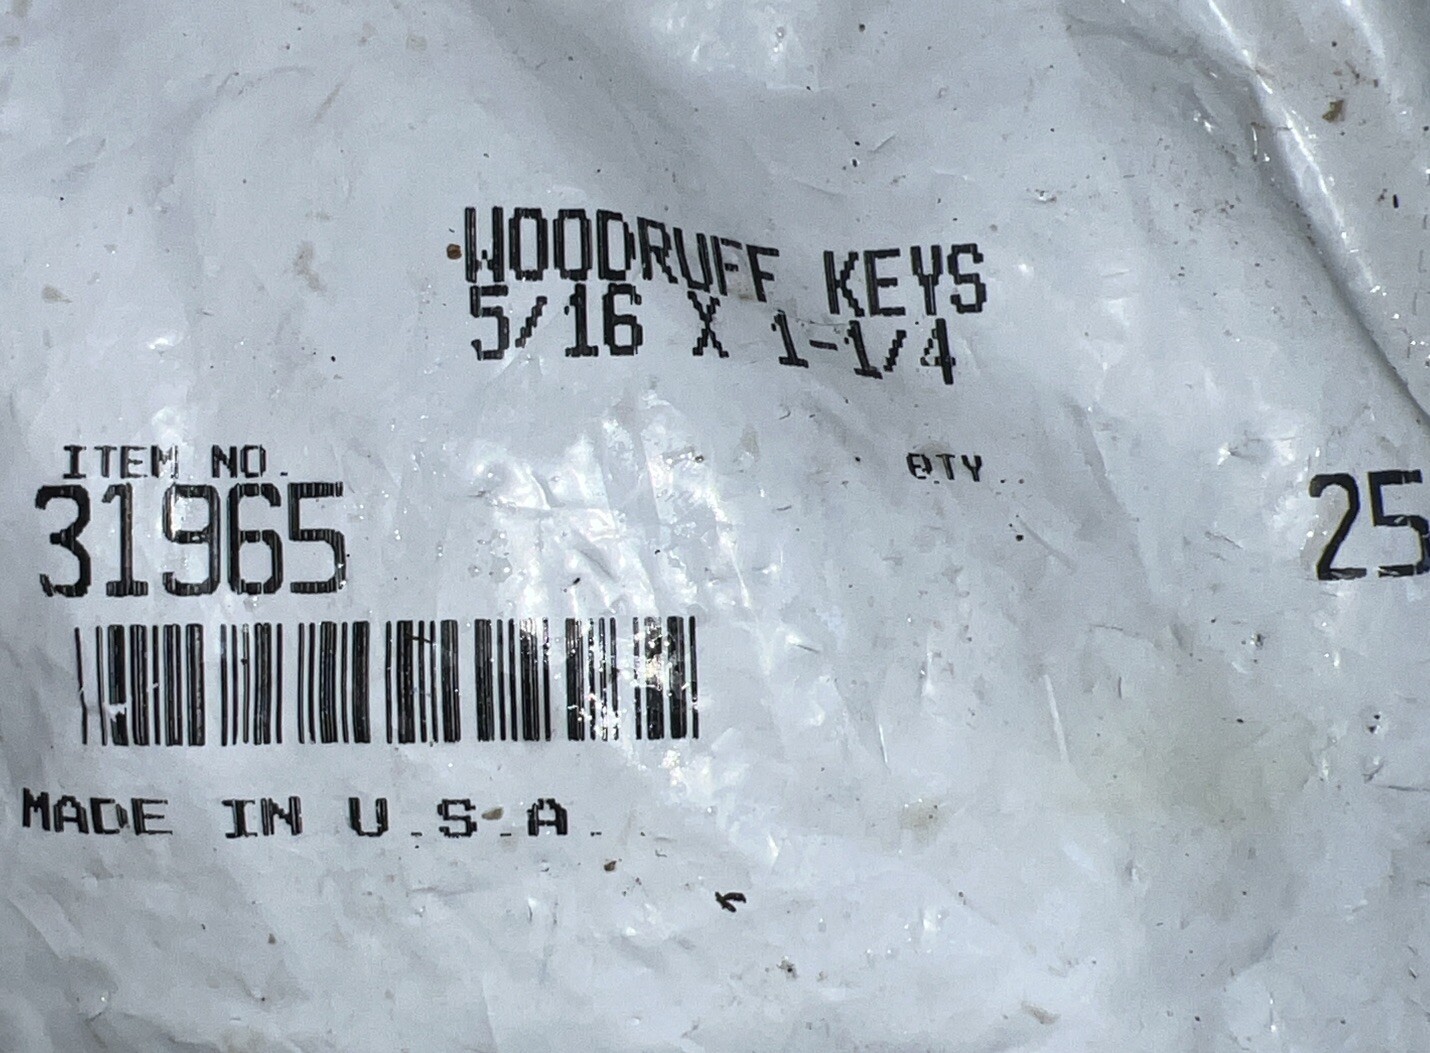 WOODRUFF KEYS
5/16 X 1-1/4
ITEM NO. QTY.
31965 25
MADE IN U.S.A.